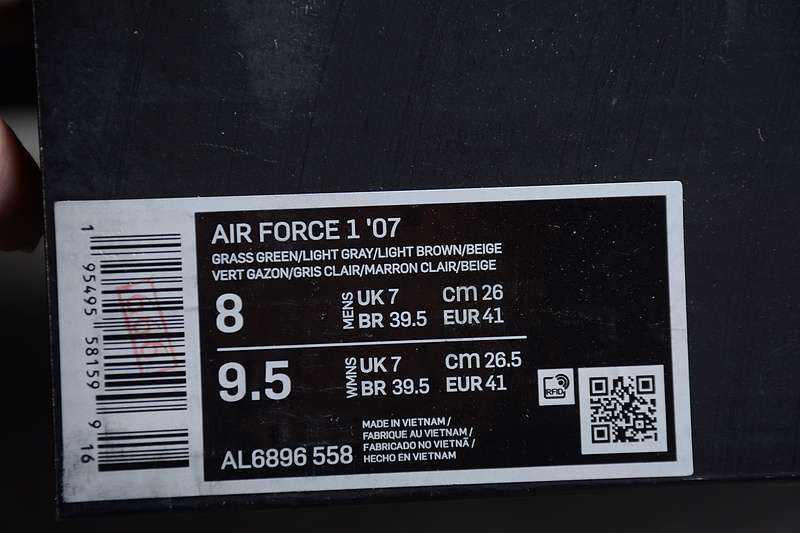 1 95495 58159 9 16
AIR FORCE 1 '07
GRASS GREEN/LIGHT GRAY/LIGHT BROWN/BEIGE
VERT GAZON/GRIS CLAIR/MARRON CLAIR/BEIGE
8 MENS UK 7 cm 26
BR 39.5 EUR 41
9.5 WMNS UK 7 cm 26.5
BR 39.5 EUR 41
RFID
AL6896 558
MADE IN VIETNAM /
FABRIQUE AU VIETNAM /
FABRICADO NO VIETNÃ /
HECHO EN VIETNAM